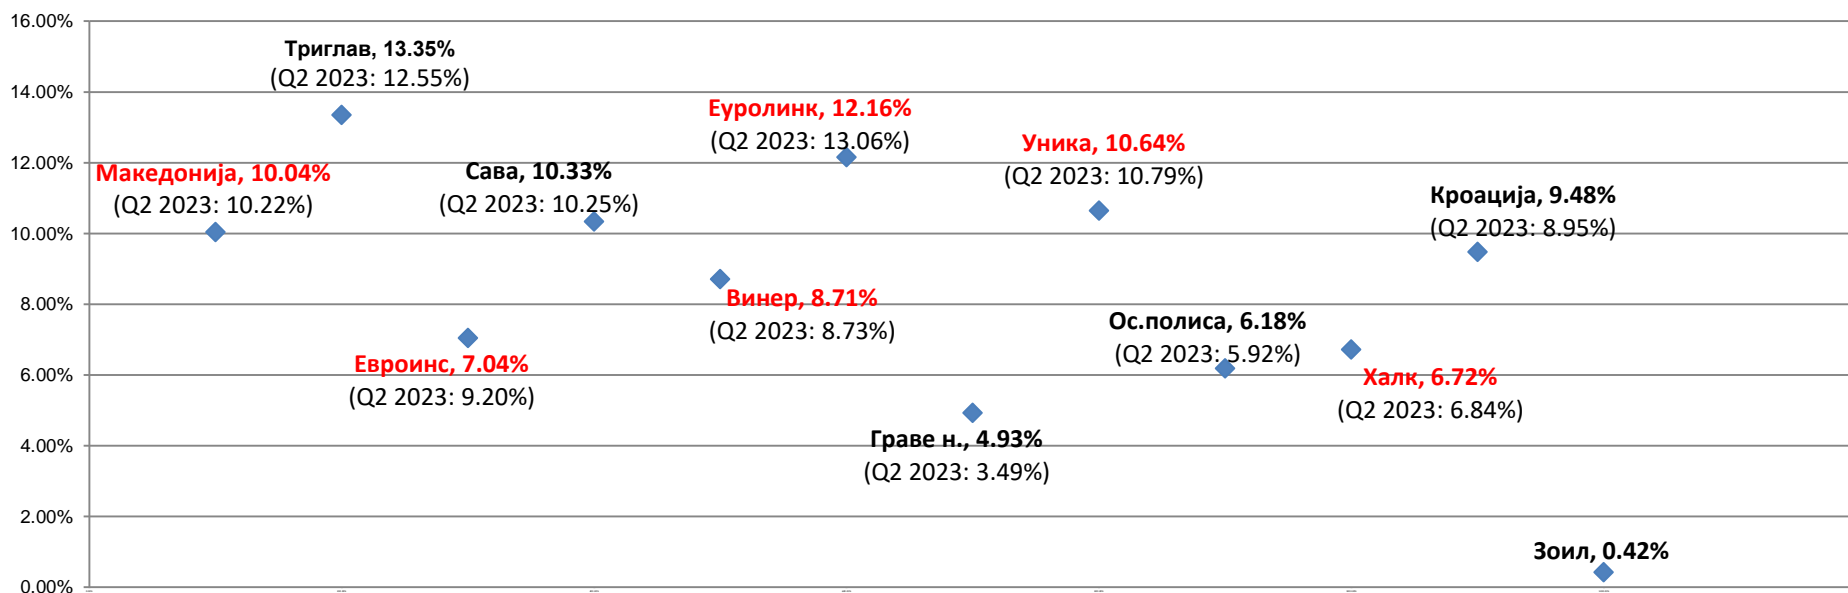 16.00%
14.00%
12.00%
10.00%
8.00%
6.00%
4.00%
2.00%
0.00%
Македонија, 10.04%
(Q2 2023: 10.22%)
Триглав, 13.35%
(Q2 2023: 12.55%)
Евроинс, 7.04%
(Q2 2023: 9.20%)
Сава, 10.33%
(Q2 2023: 10.25%)
Винер, 8.71%
(Q2 2023: 8.73%)
Еуролинк, 12.16%
(Q2 2023: 13.06%)
Граве н., 4.93%
(Q2 2023: 3.49%)
Уника, 10.64%
(Q2 2023: 10.79%)
Ос.полиса, 6.18%
(Q2 2023: 5.92%)
Халк, 6.72%
(Q2 2023: 6.84%)
Кроација, 9.48%
(Q2 2023: 8.95%)
Зоил, 0.42%